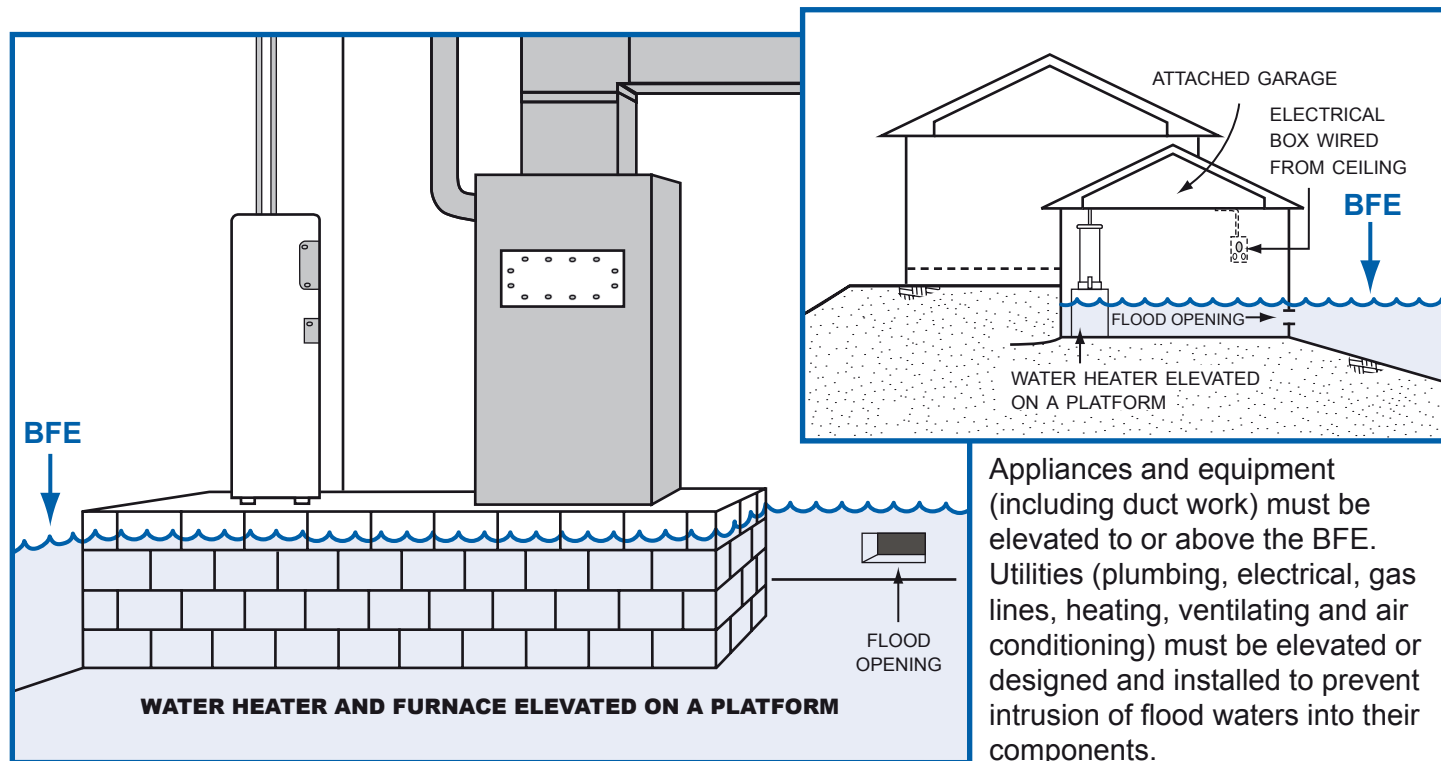 BFE
FLOOD
OPENING
WATER HEATER AND FURNACE ELEVATED ON A PLATFORM
ATTACHED GARAGE
ELECTRICAL
BOX WIRED
FROM CEILING
BFE
FLOOD OPENING
WATER HEATER ELEVATED
ON A PLATFORM
Appliances and equipment
(including duct work) must be
elevated to or above the BFE.
Utilities (plumbing, electrical, gas
lines, heating, ventilating and air
conditioning) must be elevated or
designed and installed to prevent
intrusion of flood waters into their
components.